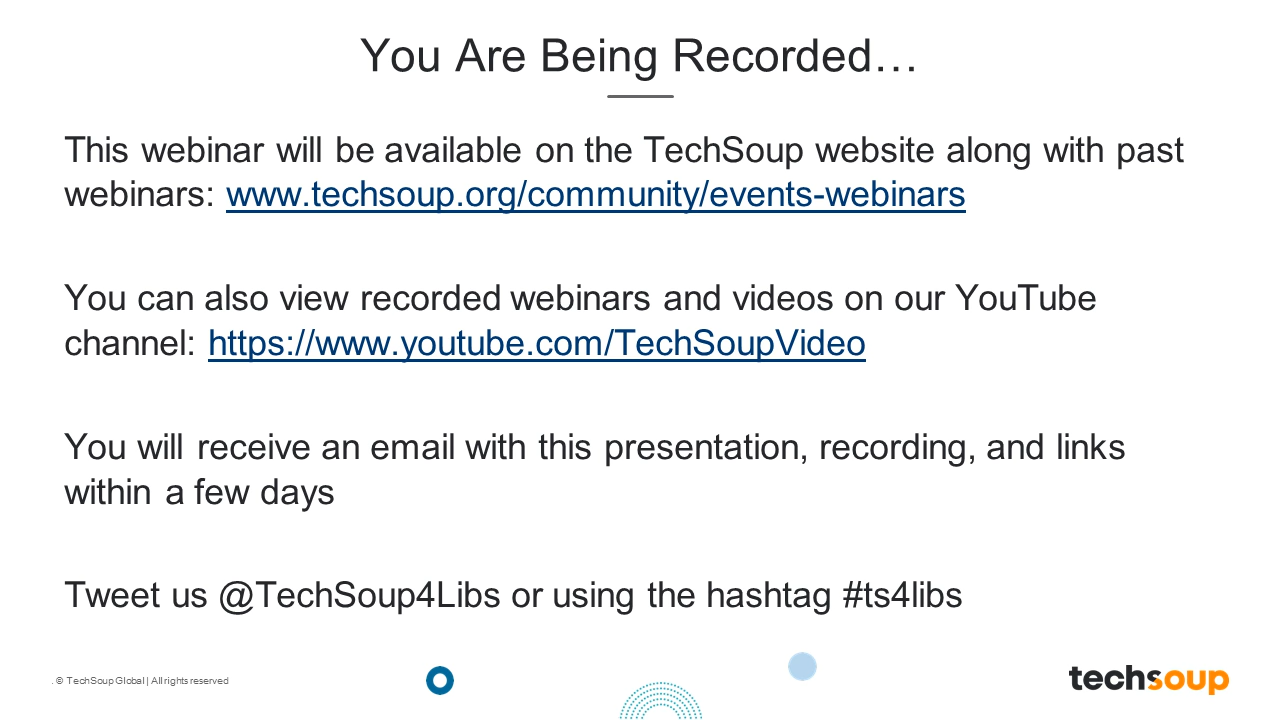 You Are Being Recorded…
This webinar will be available on the TechSoup website along with past
webinars: www.techsoup.org/community/events-webinars
You can also view recorded webinars and videos on our YouTube
channel: https://www.youtube.com/TechSoupVideo
You will receive an email with this presentation, recording, and links
within a few days
Tweet us @TechSoup4Libs or using the hashtag #ts4libs
. © TechSoup Global | All rights reserved
techsoup